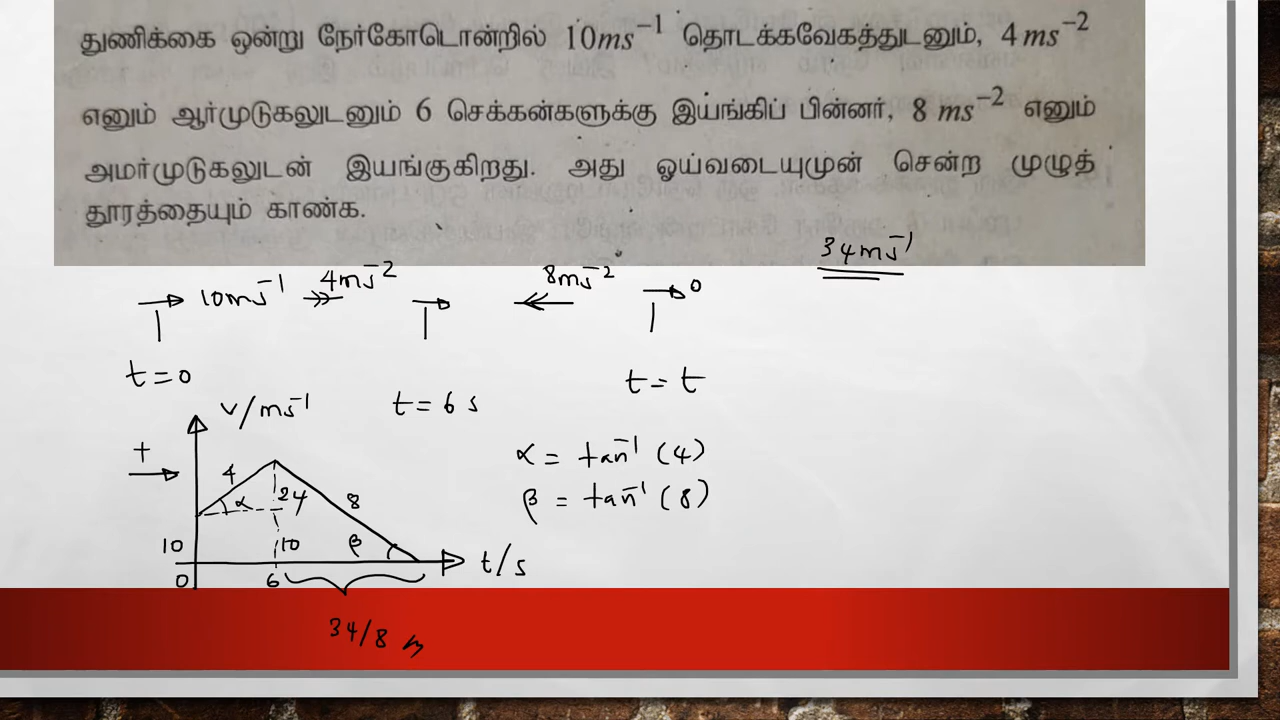 துணிக்கை ஒன்று நேர்கோடொன்றில் 10ms⁻¹ தொடக்கவேகத்துடனும், 4 ms⁻²
எனும் ஆர்முடுகலுடனும் 6 செக்கன்களுக்கு இயங்கிப் பின்னர், 8 ms⁻² எனும்
அமர்முடுகலுடன் இயங்குகிறது. அது ஓய்வடையுமுன் சென்ற முழுத்
தூரத்தையும் காண்க.
34ms⁻¹
10ms⁻¹ 4ms⁻² 8ms⁻² 0
t=0 t=6s t=t
v/ms⁻¹
+
4 α 24 8
10 10 β t/s
0 6
34/8
α = tan⁻¹ (4)
β = tan⁻¹ (8)